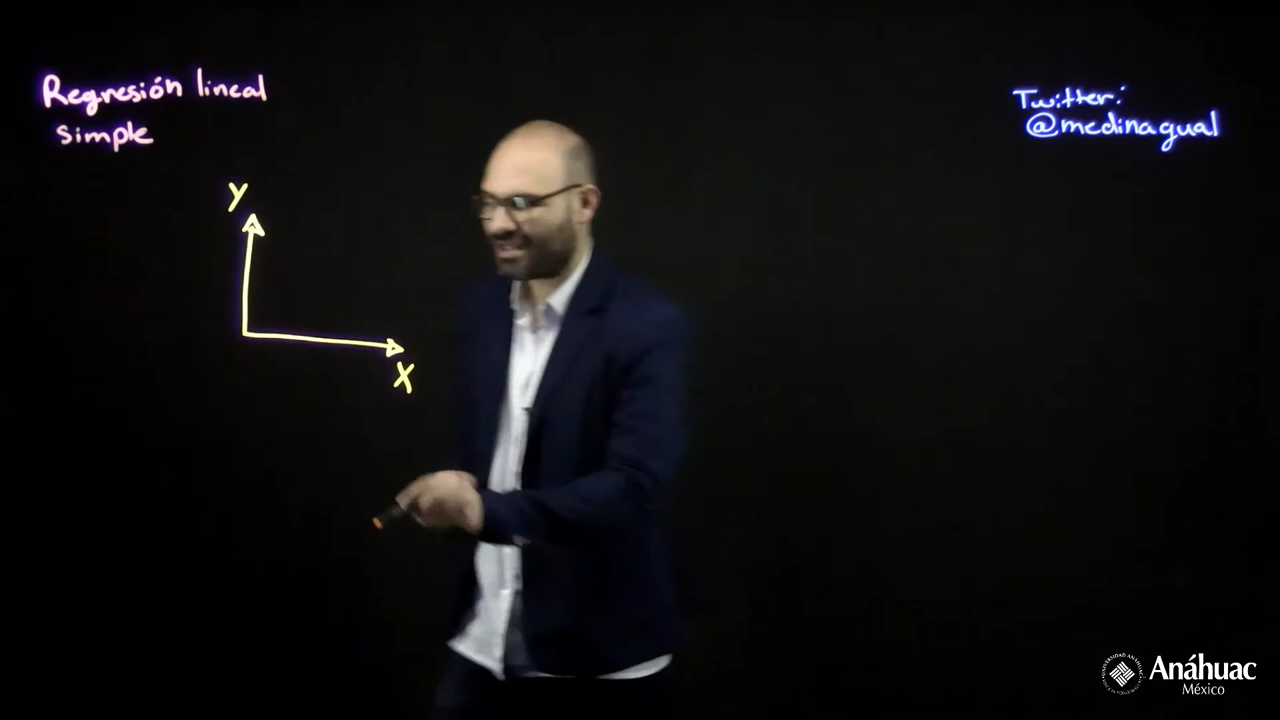 Regresión lineal
simple
Twitter:
@medinagual
Y
X
Anáhuac
México